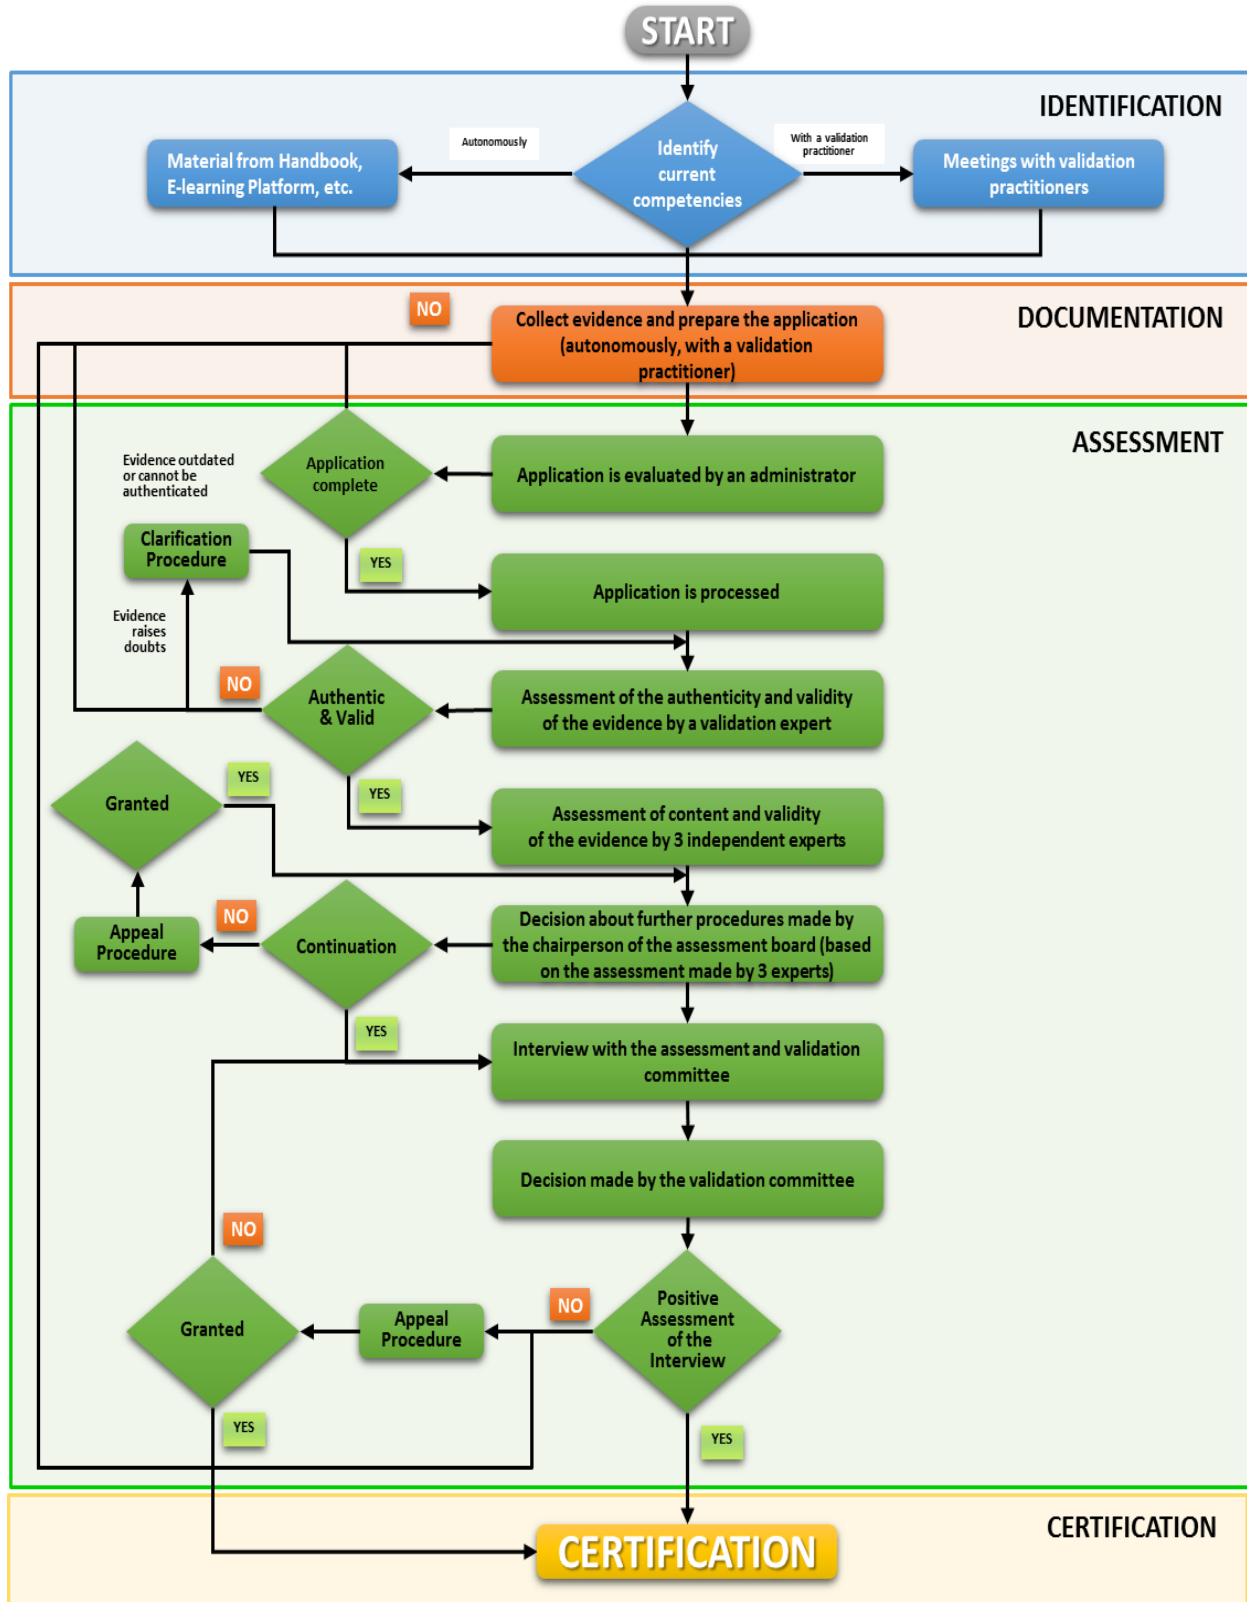 START
IDENTIFICATION
Autonomously
With a validation
practitioner
Identify
current
competencies
Material from Handbook,
E-learning Platform, etc.
Meetings with validation
practitioners
DOCUMENTATION
NO
Collect evidence and prepare the application
(autonomously, with a validation
practitioner)
ASSESSMENT
Evidence outdated
or cannot be
authenticated
Application
complete
Application is evaluated by an administrator
Clarification
Procedure
YES
Application is processed
Evidence
raises
doubts
NO
Authentic
& Valid
Assessment of the authenticity and validity
of the evidence by a validation expert
Granted
YES
YES
Assessment of content and validity
of the evidence by 3 independent experts
Appeal
Procedure
NO
Continuation
Decision about further procedures made by
the chairperson of the assessment board (based
on the assessment made by 3 experts)
YES
Interview with the assessment and validation
committee
Decision made by the validation committee
NO
Granted
Appeal
Procedure
NO
Positive
Assessment
of the
Interview
YES
YES
CERTIFICATION
CERTIFICATION